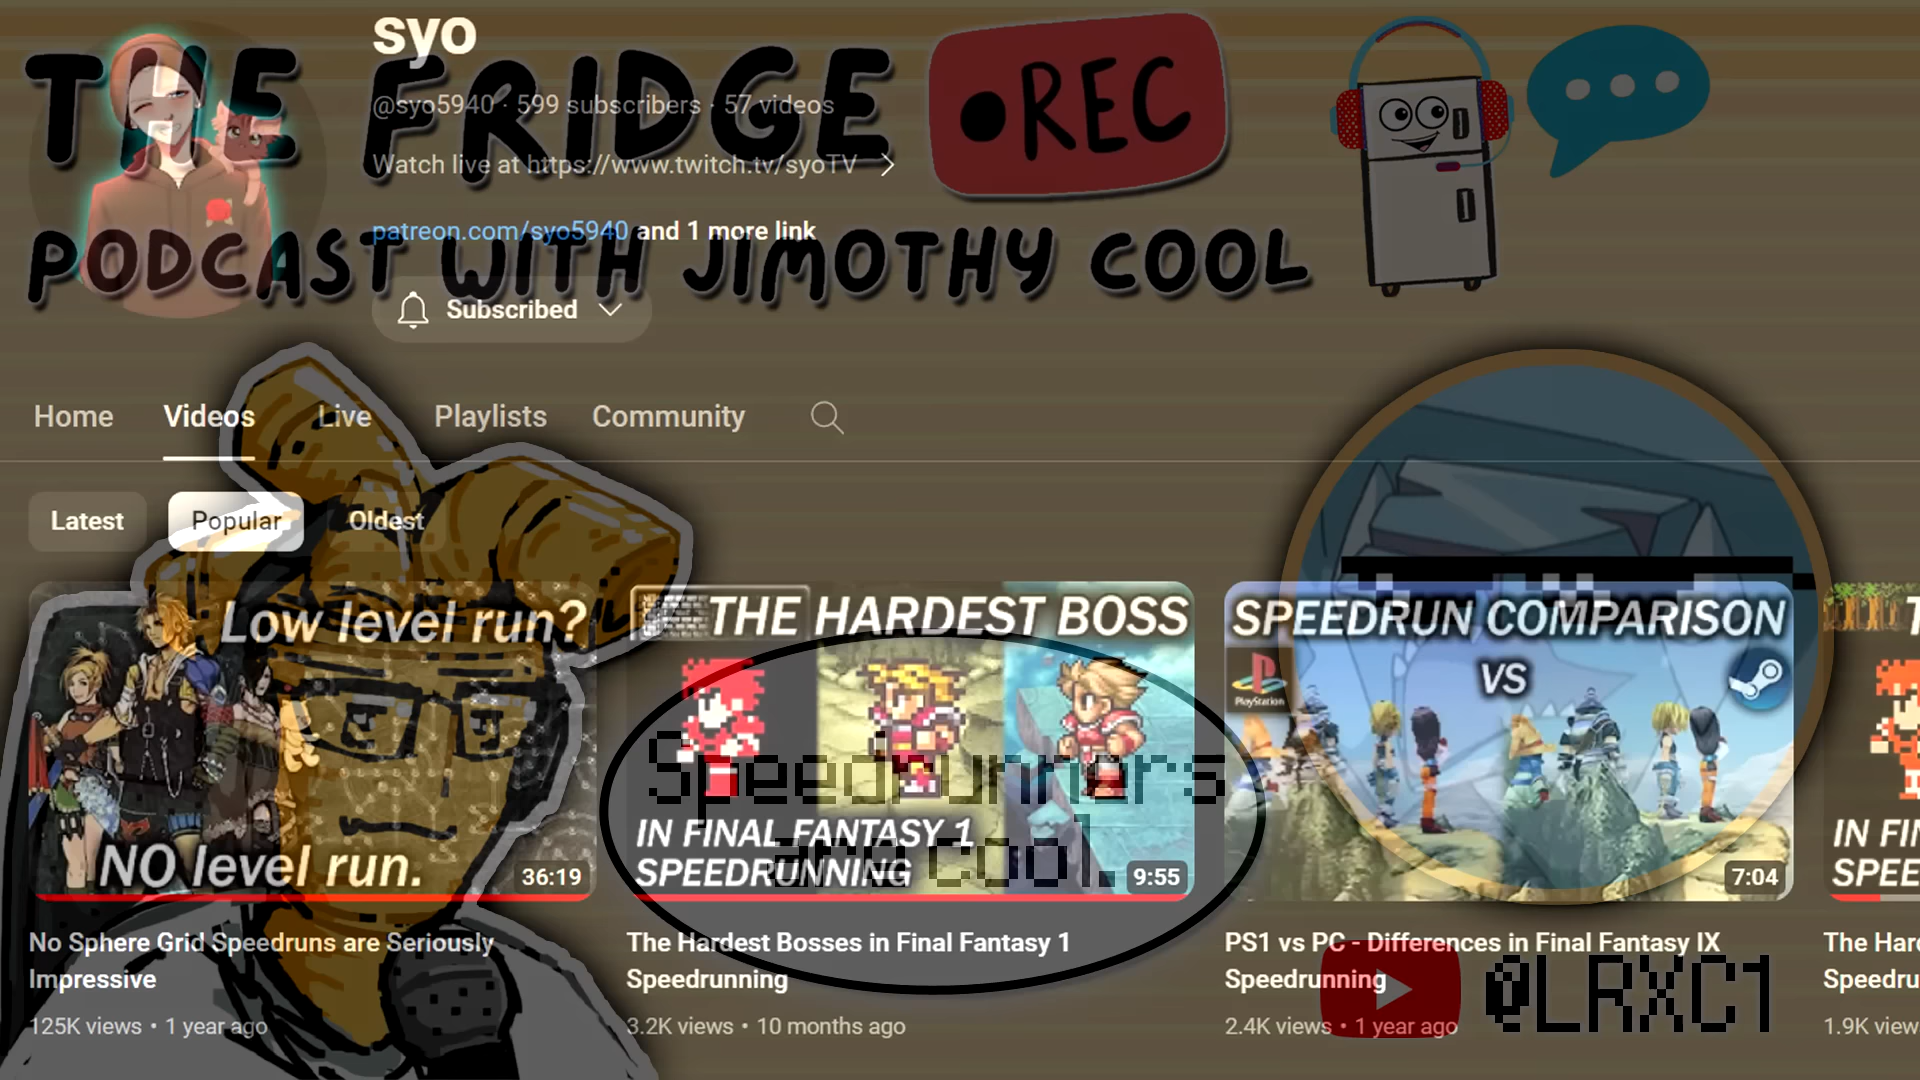 syo
THE FRIDGE
REC
@syo5940 · 599 subscribers · 57 videos
Watch live at https://www.twitch.tv/syoTV
patreon.com/syo5940 and 1 more link
PODCAST WITH JIMOTHY COOL
Subscribed
Home Videos Live Playlists Community
Latest Popular Oldest
Low level run?
NO level run.
36:19
THE HARDEST BOSS
IN FINAL FANTASY 1
SPEEDRUNNING
9:55
Speedrunners
are cool.
SPEEDRUN COMPARISON
VS
PlayStation
7:04
No Sphere Grid Speedruns are Seriously
Impressive
125K views • 1 year ago
The Hardest Bosses in Final Fantasy 1
Speedrunning
3.2K views • 10 months ago
PS1 vs PC - Differences in Final Fantasy IX
Speedrunning
2.4K views • 1 year ago
@LRXC1